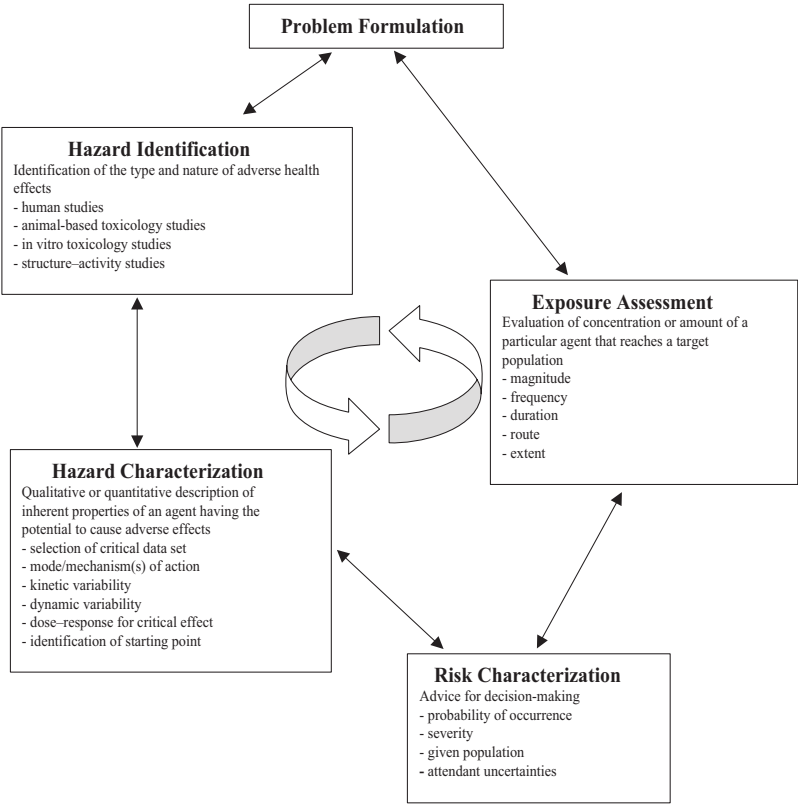 Problem Formulation
Hazard Identification
Identification of the type and nature of adverse health
effects
- human studies
- animal-based toxicology studies
- in vitro toxicology studies
- structure–activity studies
Exposure Assessment
Evaluation of concentration or amount of a
particular agent that reaches a target
population
- magnitude
- frequency
- duration
- route
- extent
Hazard Characterization
Qualitative or quantitative description of
inherent properties of an agent having the
potential to cause adverse effects
- selection of critical data set
- mode/mechanism(s) of action
- kinetic variability
- dynamic variability
- dose–response for critical effect
- identification of starting point
Risk Characterization
Advice for decision-making
- probability of occurrence
- severity
- given population
- attendant uncertainties